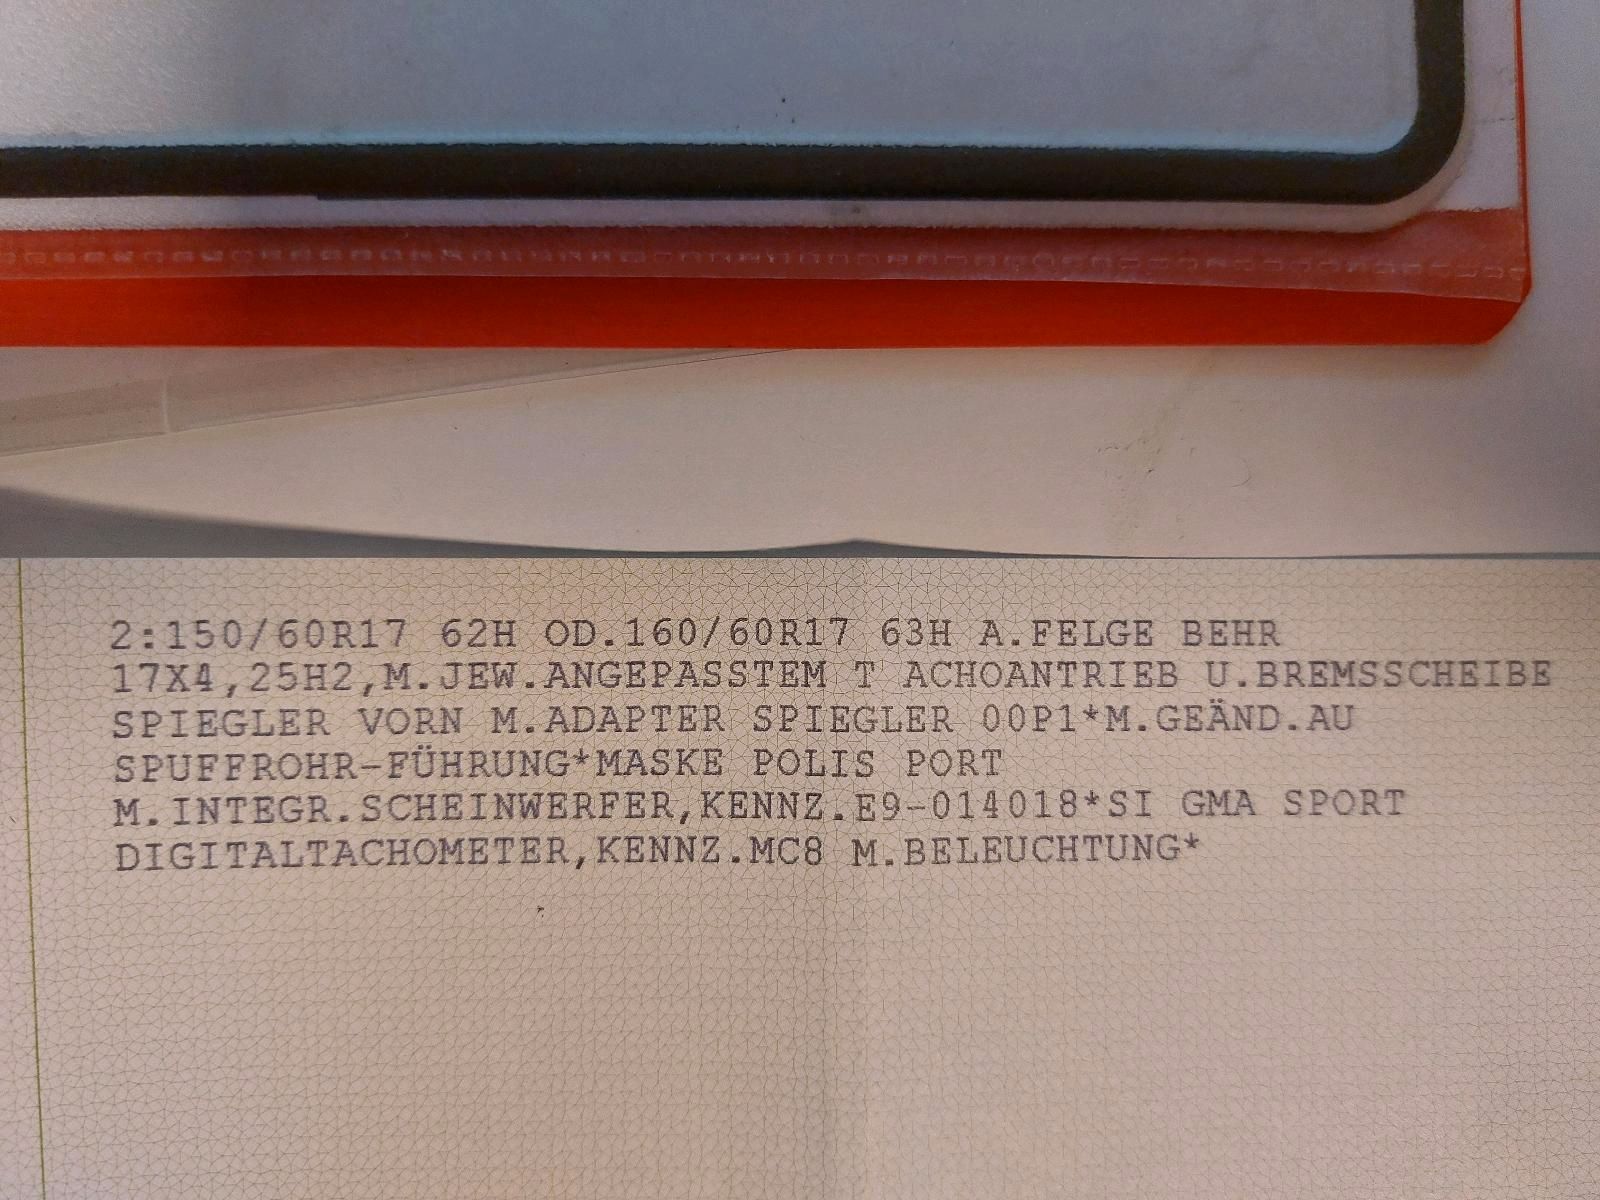 2:150/60R17 62H OD.160/60R17 63H A.FELGE BEHR
17X4,25H2,M.JEW.ANGEPASSTEM T ACHOANTRIEB U.BREMSSCHEIBE
SPIEGLER VORN M.ADAPTER SPIEGLER 00P1*M.GEÄND.AU
SPUFFROHR-FÜHRUNG*MASKE POLIS PORT
M.INTEGR.SCHEINWERFER,KENNZ.E9-014018*SI GMA SPORT
DIGITALTACHOMETER,KENNZ.MC8 M.BELEUCHTUNG*